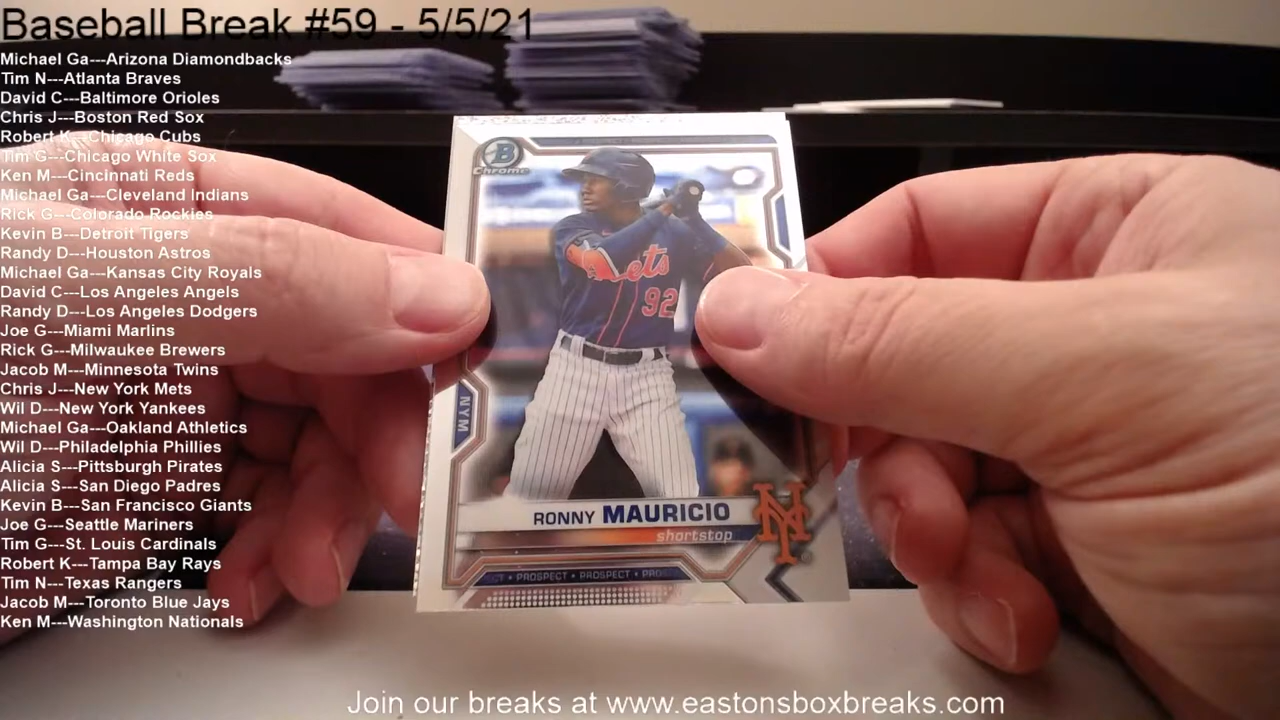 Baseball Break #59 - 5/5/21
Michael Ga---Arizona Diamondbacks
Tim N---Atlanta Braves
David C---Baltimore Orioles
Chris J---Boston Red Sox
Robert K---Chicago Cubs
Tim G---Chicago White Sox
Ken M---Cincinnati Reds
Michael Ga---Cleveland Indians
Rick G---Colorado Rockies
Kevin B---Detroit Tigers
Randy D---Houston Astros
Michael Ga---Kansas City Royals
David C---Los Angeles Angels
Randy D---Los Angeles Dodgers
Joe G---Miami Marlins
Rick G---Milwaukee Brewers
Jacob M---Minnesota Twins
Chris J---New York Mets
Wil D---New York Yankees
Michael Ga---Oakland Athletics
Wil D---Philadelphia Phillies
Alicia S---Pittsburgh Pirates
Alicia S---San Diego Padres
Kevin B---San Francisco Giants
Joe G---Seattle Mariners
Tim G---St. Louis Cardinals
Robert K---Tampa Bay Rays
Tim N---Texas Rangers
Jacob M---Toronto Blue Jays
Ken M---Washington Nationals
B
Chrome
Mets
92
NYM
RONNY MAURICIO
shortstop
NY
CT • PROSPECT • PROSPECT • PRO
Join our breaks at www.eastonsboxbreaks.com